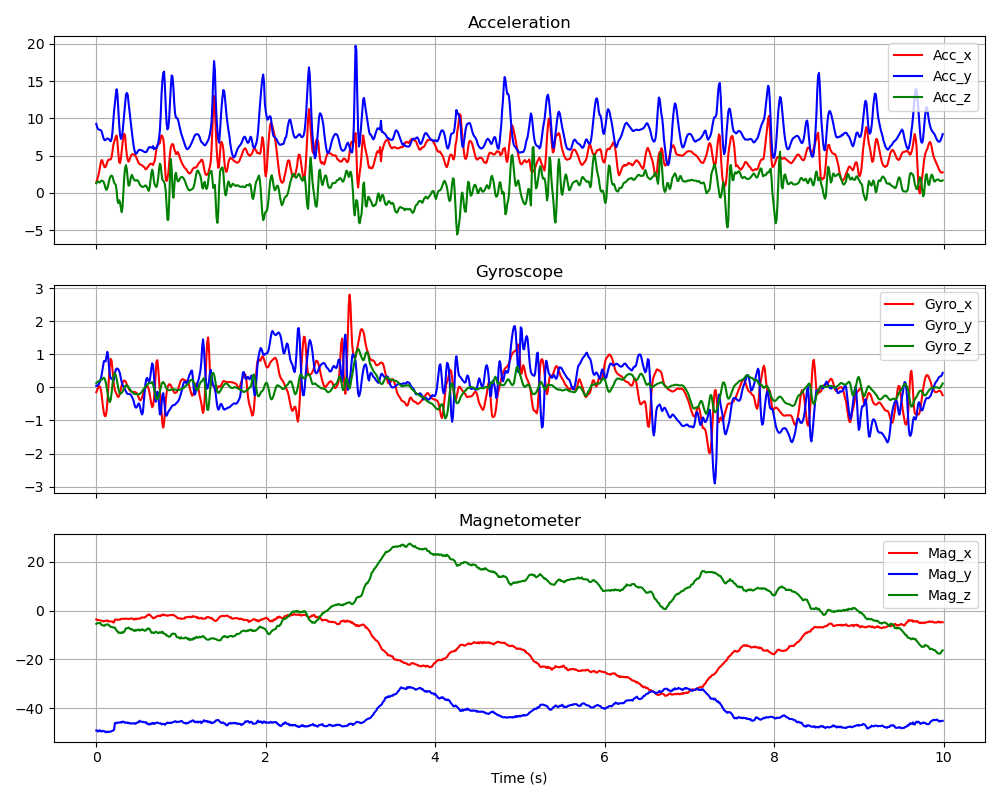 Acceleration
20
15
10
5
0
−5
Acc_x
Acc_y
Acc_z
Gyroscope
3
2
1
0
−1
−2
−3
Gyro_x
Gyro_y
Gyro_z
Magnetometer
20
0
−20
−40
Mag_x
Mag_y
Mag_z
0 2 4 6 8 10
Time (s)